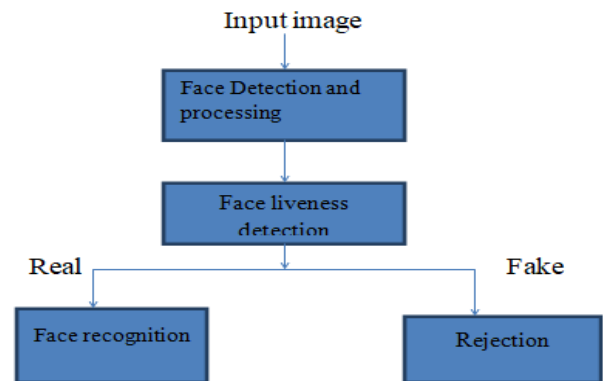 Input image
Face Detection and
processing
Face liveness
detection
Real
Fake
Face recognition
Rejection